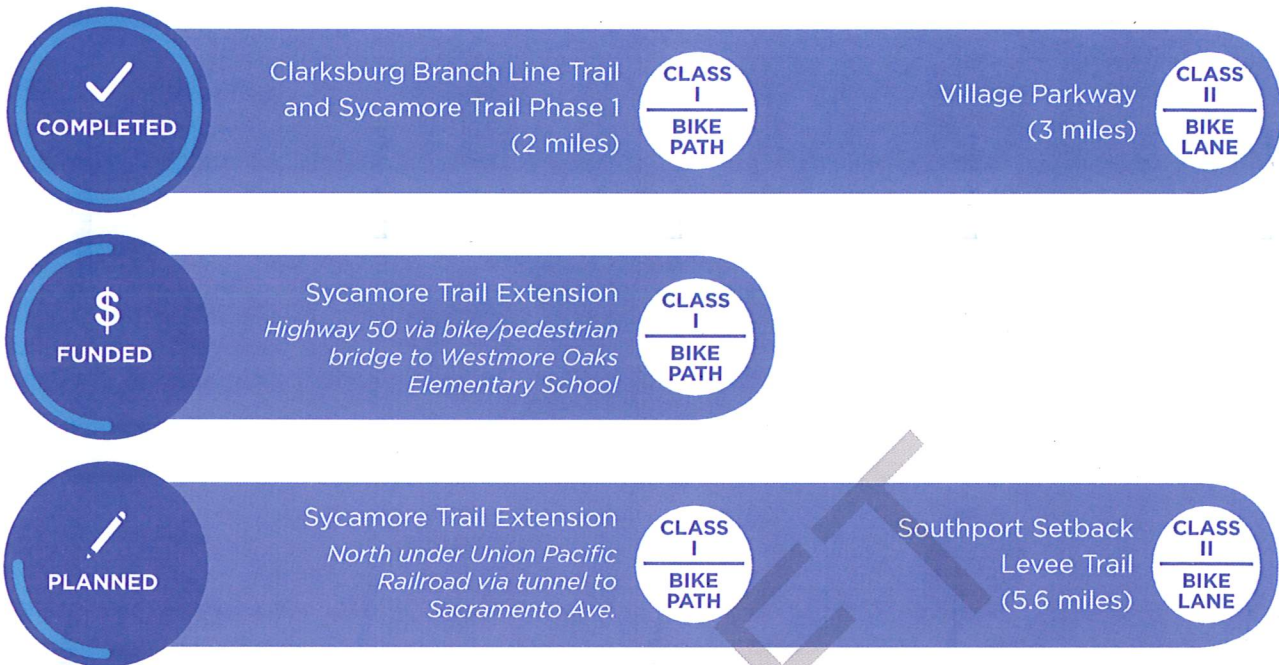 COMPLETED
Clarksburg Branch Line Trail
and Sycamore Trail Phase 1
(2 miles)
CLASS
I
BIKE
PATH
Village Parkway
(3 miles)
CLASS
II
BIKE
LANE
$
FUNDED
Sycamore Trail Extension
Highway 50 via bike/pedestrian
bridge to Westmore Oaks
Elementary School
CLASS
I
BIKE
PATH
PLANNED
Sycamore Trail Extension
North under Union Pacific
Railroad via tunnel to
Sacramento Ave.
CLASS
I
BIKE
PATH
Southport Setback
Levee Trail
(5.6 miles)
CLASS
II
BIKE
LANE